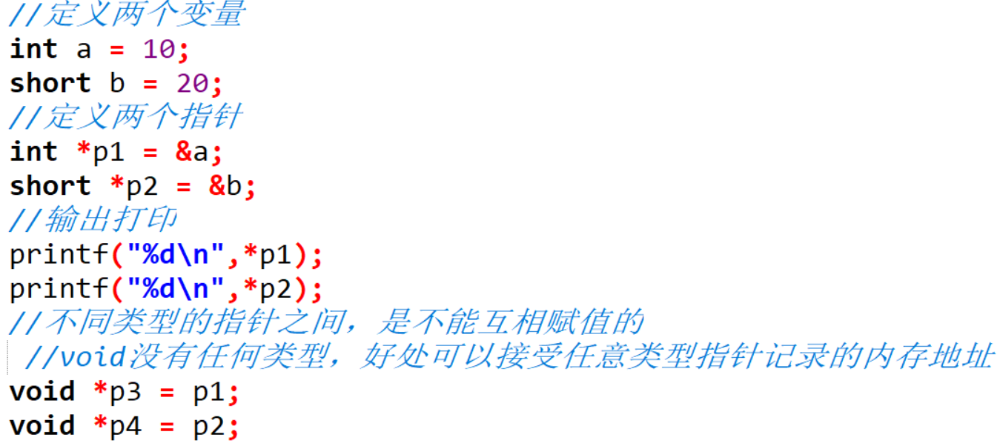 //定义两个变量
int a = 10;
short b = 20;
//定义两个指针
int *p1 = &a;
short *p2 = &b;
//输出打印
printf("%d\n",*p1);
printf("%d\n",*p2);
//不同类型的指针之间，是不能互相赋值的
//void没有任何类型，好处可以接受任意类型指针记录的内存地址
void *p3 = p1;
void *p4 = p2;